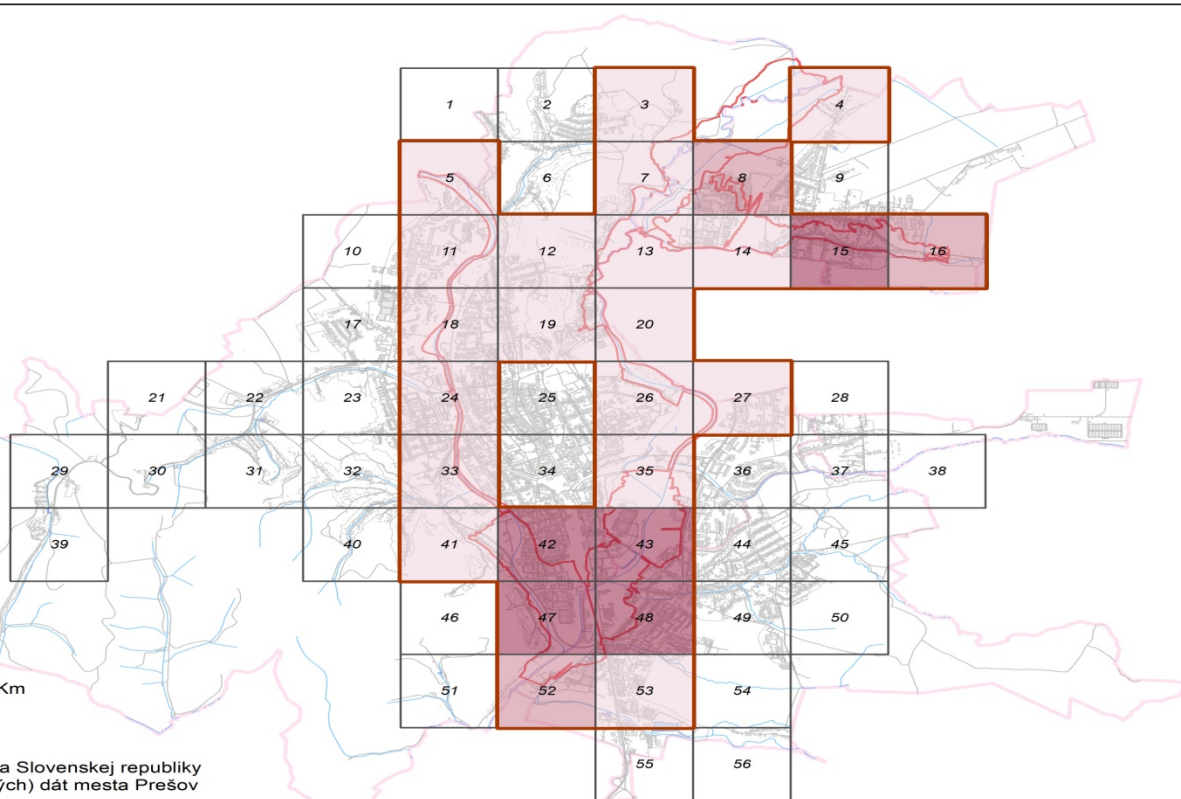 1 2 3 4
5 6 7 8 9
10 11 12 13 14 15 16
17 18 19 20
21 22 23 24 25 26 27 28
29 30 31 32 33 34 35 36 37 38
39 40 41 42 43 44 45
46 47 48 49 50
Km
51 52 53 54
a Slovenskej republiky
55 56
ých) dát mesta Prešov